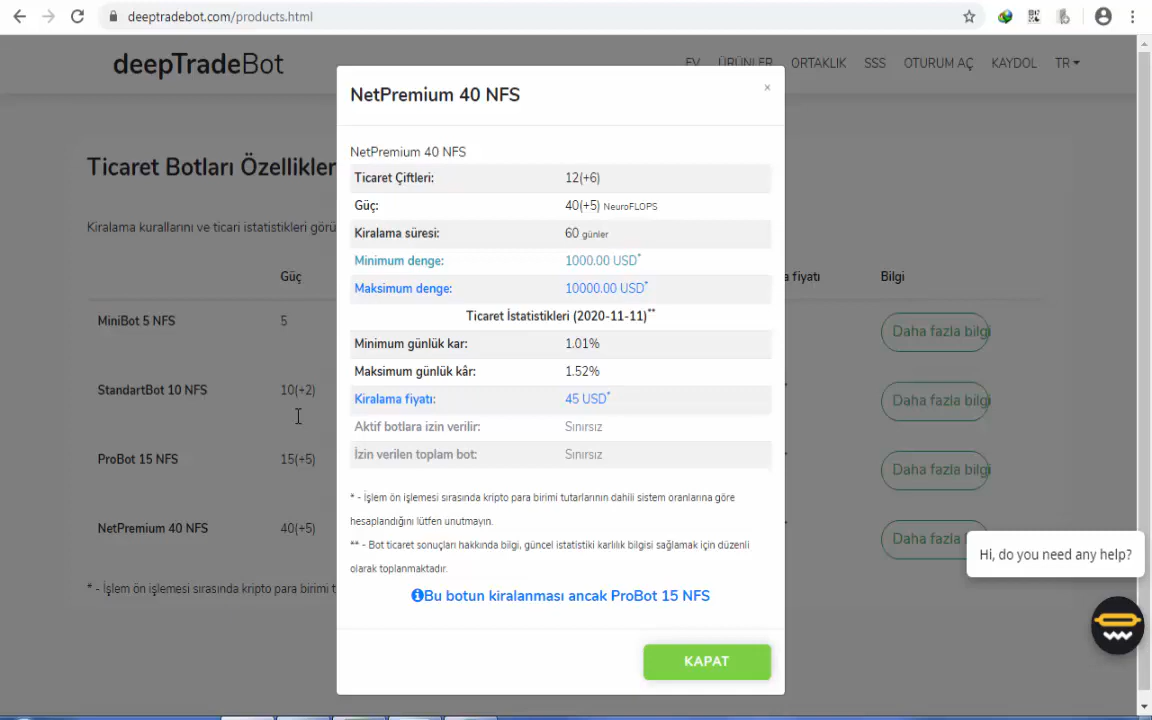 deeptradebot.com/products.html
deepTradeBot
EV ÜRÜNLER ORTAKLIK SSS OTURUM AÇ KAYDOL TR
NetPremium 40 NFS
×
NetPremium 40 NFS
Ticaret Çiftleri: 12(+6)
Güç: 40(+5) NeuroFLOPS
Kiralama süresi: 60 günler
Minimum denge: 1000.00 USD*
Maksimum denge: 10000.00 USD*
Ticaret İstatistikleri (2020-11-11)**
Minimum günlük kar: 1.01%
Maksimum günlük kâr: 1.52%
Kiralama fiyatı: 45 USD*
Aktif botlara izin verilir: Sınırsız
İzin verilen toplam bot: Sınırsız
* - İşlem ön işlemesi sırasında kripto para birimi tutarlarının dahili sistem oranlarına göre
hesaplandığını lütfen unutmayın.
** - Bot ticaret sonuçları hakkında bilgi, güncel istatistiki karlılık bilgisi sağlamak için düzenli
olarak toplanmaktadır.
Bu botun kiralanması ancak ProBot 15 NFS
KAPAT
Ticaret Botları Özellikler
Kiralama kurallarını ve ticari istatistikleri görü
Güç fiyatı Bilgi
MiniBot 5 NFS 5 Daha fazla bilgi
StandartBot 10 NFS 10(+2) Daha fazla bilgi
ProBot 15 NFS 15(+5) Daha fazla bilgi
NetPremium 40 NFS 40(+5) Daha fazla
* - İşlem ön işlemesi sırasında kripto para birimi t
Hi, do you need any help?